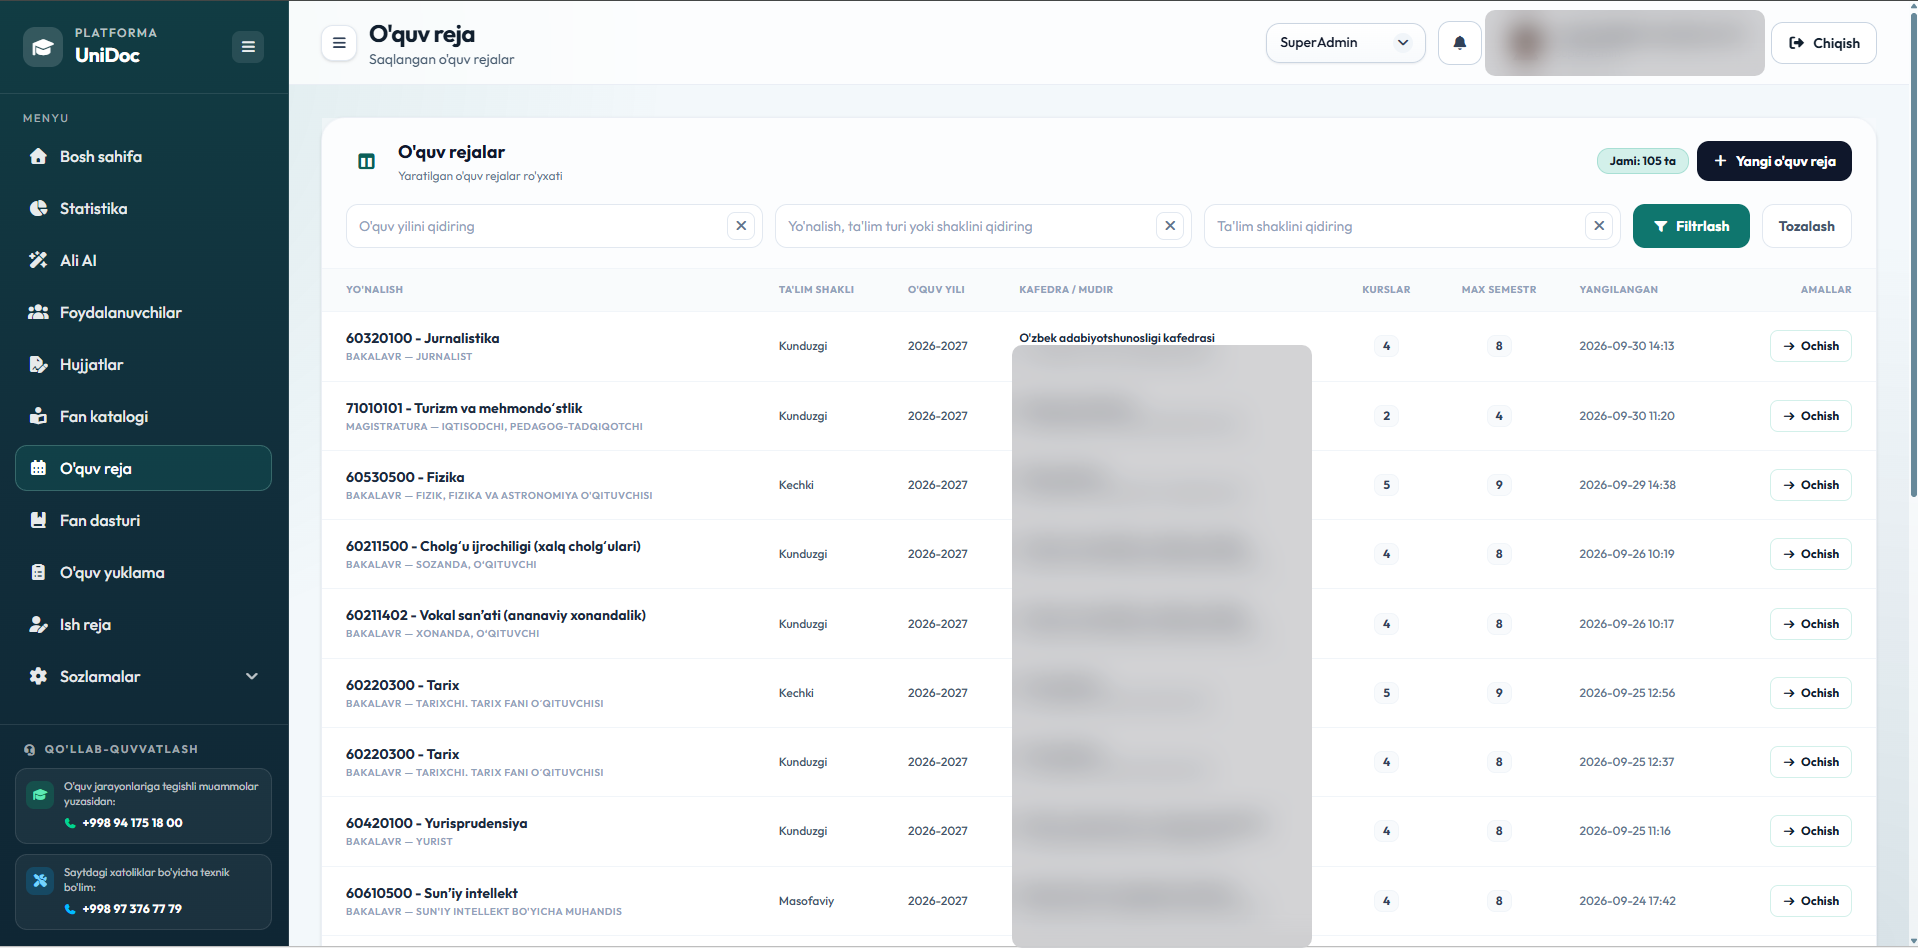 PLATFORMA
UniDoc
MENYU
Bosh sahifa
Statistika
Ali AI
Foydalanuvchilar
Hujjatlar
Fan katalogi
O'quv reja
Fan dasturi
O'quv yuklama
Ish reja
Sozlamalar
QO'LLAB-QUVVATLASH
O'quv jarayonlariga tegishli muammolar
yuzasidan:
+998 94 175 18 00
Saytdagi xatoliklar bo'yicha texnik
bo'lim:
+998 97 376 77 79
O'quv reja
Saqlangan o'quv rejalar
SuperAdmin
Chiqish
O'quv rejalar
Yaratilgan o'quv rejalar ro'yxati
Jami: 105 ta
+ Yangi o'quv reja
O'quv yilini qidiring
Yo'nalish, ta'lim turi yoki shaklini qidiring
Ta'lim shaklini qidiring
Filtrlash
Tozalash
YO'NALISH TA'LIM SHAKLI O'QUV YILI KAFEDRA / MUDIR KURSLAR MAX SEMESTR YANGILANGAN AMALLAR
60320100 - Jurnalistika
BAKALAVR — JURNALIST
Kunduzgi 2026-2027 O'zbek adabiyotshunosligi kafedrasi 4 8 2026-09-30 14:13 → Ochish
71010101 - Turizm va mehmondoʻstlik
MAGISTRATURA — IQTISODCHI, PEDAGOG-TADQIQOTCHI
Kunduzgi 2026-2027 2 4 2026-09-30 11:20 → Ochish
60530500 - Fizika
BAKALAVR — FIZIK, FIZIKA VA ASTRONOMIYA O'QITUVCHISI
Kechki 2026-2027 5 9 2026-09-29 14:38 → Ochish
60211500 - Cholgʻu ijrochiligi (xalq cholgʻulari)
BAKALAVR — SOZANDA, OʻQITUVCHI
Kunduzgi 2026-2027 4 8 2026-09-26 10:19 → Ochish
60211402 - Vokal san’ati (ananaviy xonandalik)
BAKALAVR — XONANDA, OʻQITUVCHI
Kunduzgi 2026-2027 4 8 2026-09-26 10:17 → Ochish
60220300 - Tarix
BAKALAVR — TARIXCHI. TARIX FANI O'QITUVCHISI
Kechki 2026-2027 5 9 2026-09-25 12:56 → Ochish
60220300 - Tarix
BAKALAVR — TARIXCHI. TARIX FANI O'QITUVCHISI
Kunduzgi 2026-2027 4 8 2026-09-25 12:37 → Ochish
60420100 - Yurisprudensiya
BAKALAVR — YURIST
Kunduzgi 2026-2027 4 8 2026-09-25 11:16 → Ochish
60610500 - Sun’iy intellekt
BAKALAVR — SUN'IY INTELLEKT BO'YICHA MUHANDIS
Masofaviy 2026-2027 4 8 2026-09-24 17:42 → Ochish